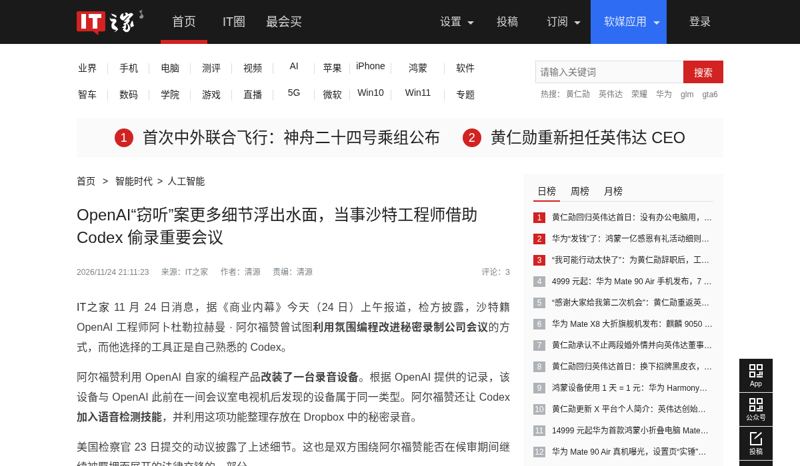 IT之家
首页 IT圈 最会买 设置 投稿 订阅 软媒应用 登录
业界 手机 电脑 测评 视频 AI 苹果 iPhone 鸿蒙 软件
请输入关键词 搜索
智车 数码 学院 游戏 直播 5G 微软 Win10 Win11 专题
热搜： 黄仁勋 英伟达 荣耀 华为 glm gta6
1 首次中外联合飞行：神舟二十四号乘组公布 2 黄仁勋重新担任英伟达 CEO
首页 > 智能时代 > 人工智能
OpenAI“窃听”案更多细节浮出水面，当事沙特工程师借助
Codex 偷录重要会议
2026/11/24 21:11:23 来源：IT之家 作者：清源 责编：清源 评论：3
IT之家 11 月 24 日消息，据《商业内幕》今天（24 日）上午报道，检方披露，沙特籍
OpenAI 工程师阿卜杜勒拉赫曼 · 阿尔福赞曾试图利用氛围编程改进秘密录制公司会议的方
式，而他选择的工具正是自己熟悉的 Codex。
阿尔福赞利用 OpenAI 自家的编程产品改装了一台录音设备。根据 OpenAI 提供的记录，该
设备与 OpenAI 此前在一间会议室电视机后发现的设备属于同一类型。阿尔福赞还让 Codex
加入语音检测技能，并利用这项功能整理存放在 Dropbox 中的秘密录音。
美国检察官 23 日提交的动议披露了上述细节。这也是双方围绕阿尔福赞能否在候审期间继
日榜 周榜 月榜
1 黄仁勋回归英伟达首日：没有办公电脑用，...
2 华为“发钱”了：鸿蒙一亿感恩有礼活动细则...
3 “我可能行动太快了”：为黄仁勋辞职后，工...
4 4999 元起：华为 Mate 90 Air 手机发布，7 ...
5 “感谢大家给我第二次机会”：黄仁勋重返英...
6 华为 Mate X8 大折旗舰机发布：麒麟 9050 ...
7 黄仁勋承认不止两段婚外情并向英伟达董事...
8 黄仁勋回归英伟达首日：换下招牌黑皮衣，...
9 鸿蒙设备使用 1 天 = 1 元：华为 Harmony...
10 黄仁勋更新 X 平台个人简介：英伟达创始...
11 14999 元起华为首款鸿蒙小折叠电脑 Mate...
12 华为 Mate 90 Air 真机曝光，设置页“实锤”...
App
公众号
投稿